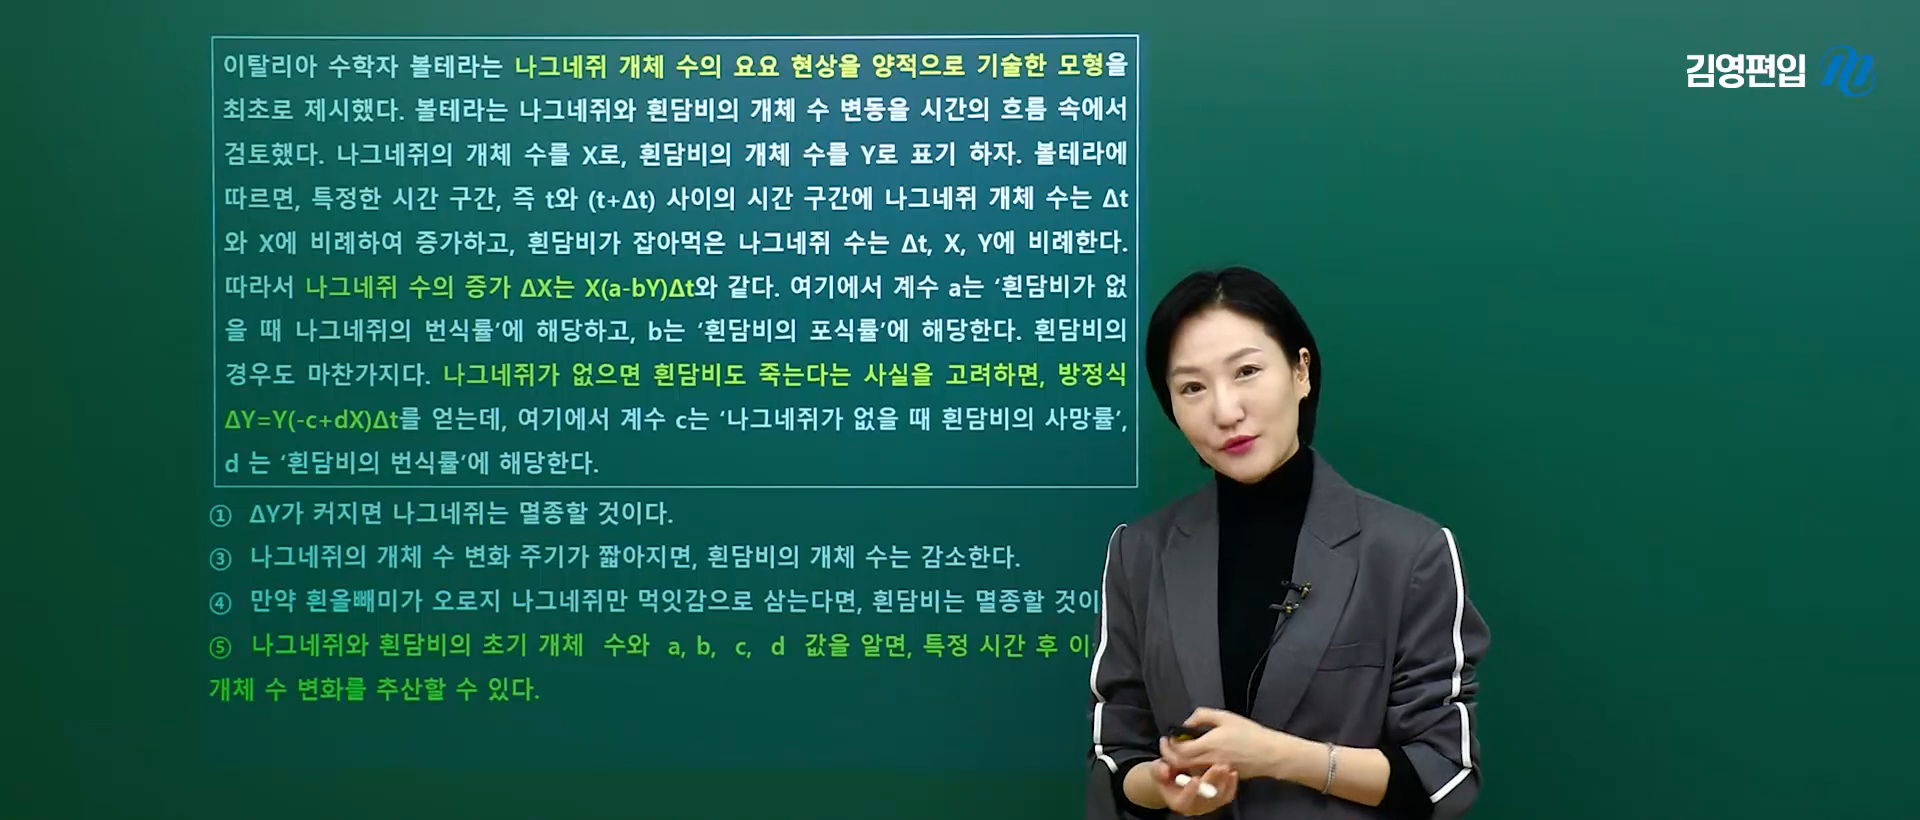 이탈리아 수학자 볼테라는 나그네쥐 개체 수의 요요 현상을 양적으로 기술한 모형을
최초로 제시했다. 볼테라는 나그네쥐와 흰담비의 개체 수 변동을 시간의 흐름 속에서
검토했다. 나그네쥐의 개체 수를 X로, 흰담비의 개체 수를 Y로 표기 하자. 볼테라에
따르면, 특정한 시간 구간, 즉 t와 (t+Δt) 사이의 시간 구간에 나그네쥐 개체 수는 Δt
와 X에 비례하여 증가하고, 흰담비가 잡아먹은 나그네쥐 수는 Δt, X, Y에 비례한다.
따라서 나그네쥐 수의 증가 ΔX는 X(a-bY)Δt와 같다. 여기에서 계수 a는 ‘흰담비가 없
을 때 나그네쥐의 번식률’에 해당하고, b는 ‘흰담비의 포식률’에 해당한다. 흰담비의
경우도 마찬가지다. 나그네쥐가 없으면 흰담비도 죽는다는 사실을 고려하면, 방정식
ΔY=Y(-c+dX)Δt를 얻는데, 여기에서 계수 c는 ‘나그네쥐가 없을 때 흰담비의 사망률’,
d 는 ‘흰담비의 번식률’에 해당한다.
① ΔY가 커지면 나그네쥐는 멸종할 것이다.
③ 나그네쥐의 개체 수 변화 주기가 짧아지면, 흰담비의 개체 수는 감소한다.
④ 만약 흰올빼미가 오로지 나그네쥐만 먹잇감으로 삼는다면, 흰담비는 멸종할 것이
⑤ 나그네쥐와 흰담비의 초기 개체 수와 a, b, c, d 값을 알면, 특정 시간 후 이
개체 수 변화를 추산할 수 있다.
김영편입